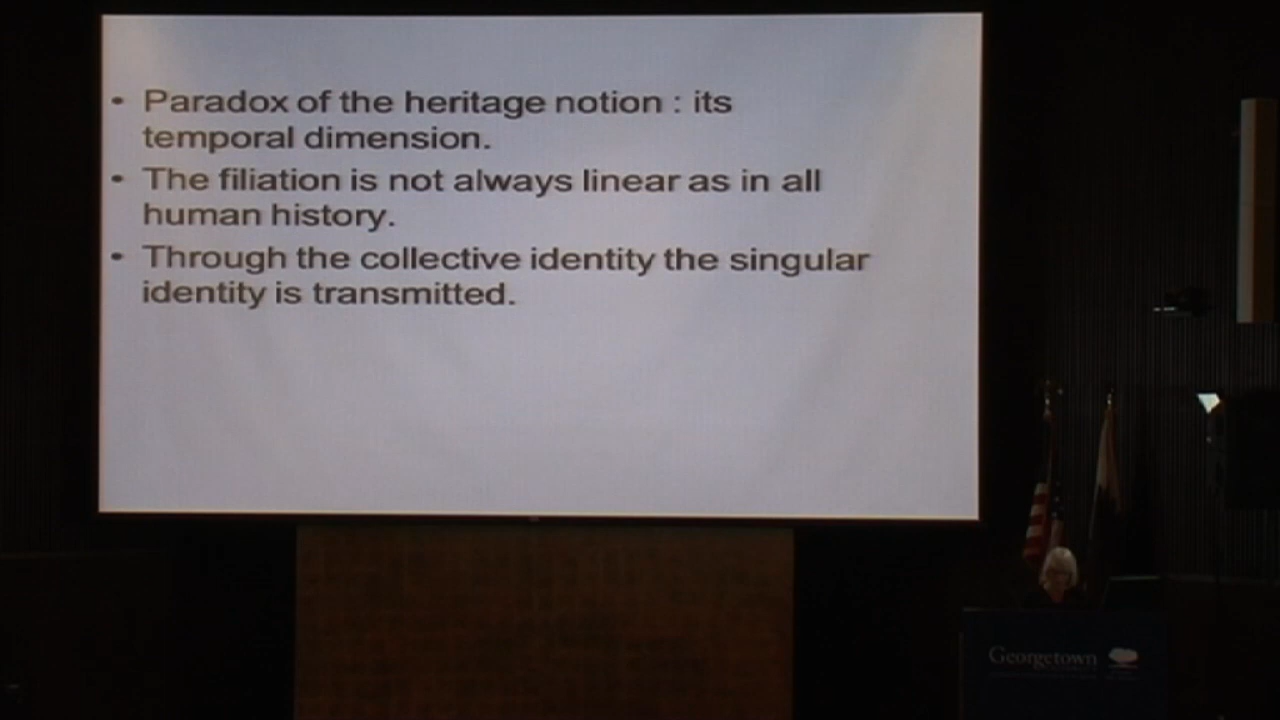 • Paradox of the heritage notion : its
temporal dimension.
• The filiation is not always linear as in all
human history.
• Through the collective identity the singular
identity is transmitted.
Georgetown